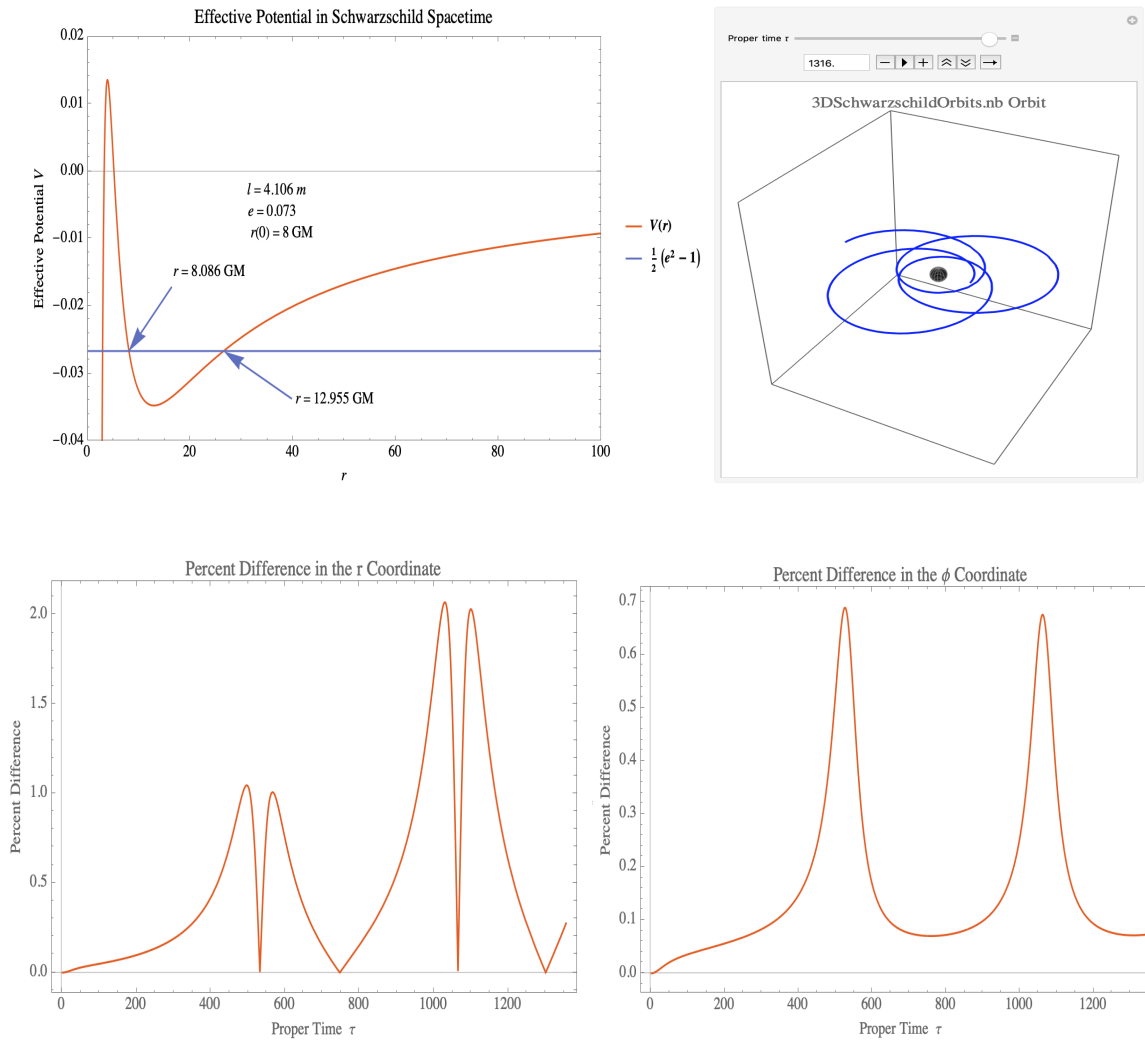 Effective Potential in Schwarzschild Spacetime
0.02
0.01
0.00
−0.01
−0.02
−0.03
−0.04
Effective Potential V
l = 4.106 m
e = 0.073
r(0) = 8 GM
r = 8.086 GM
r = 12.955 GM
0 20 40 60 80 100
r
V(r)
1/2 (e² − 1)
Proper time τ
1316.
3DSchwarzschildOrbits.nb Orbit
Percent Difference in the r Coordinate
2.0
1.5
1.0
0.5
0.0
Percent Difference
0 200 400 600 800 1000 1200
Proper Time τ
Percent Difference in the ϕ Coordinate
0.7
0.6
0.5
0.4
0.3
0.2
0.1
0.0
Percent Difference
0 200 400 600 800 1000 1200
Proper Time τ